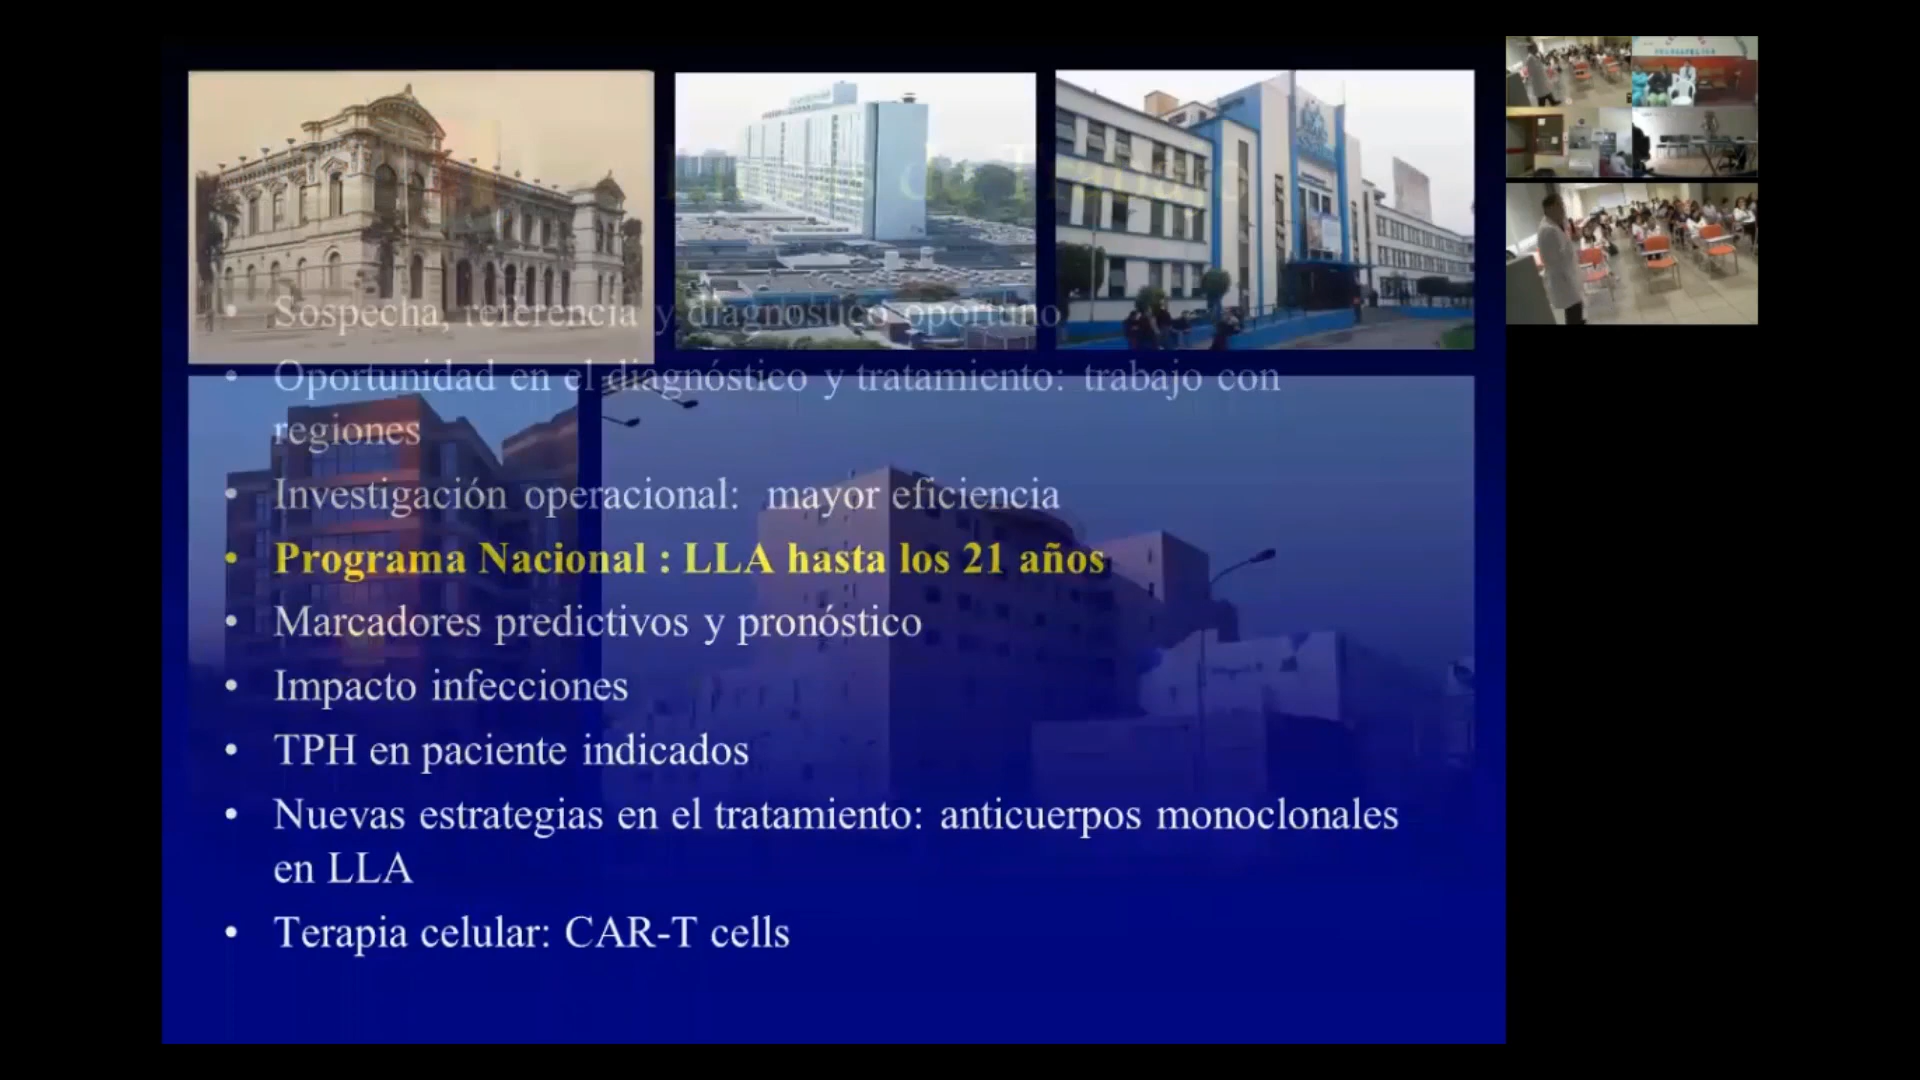 • Sospecha, referencia y diagnostico oportuno
• Oportunidad en el diagnóstico y tratamiento: trabajo con
regiones
• Investigación operacional: mayor eficiencia
• Programa Nacional : LLA hasta los 21 años
• Marcadores predictivos y pronóstico
• Impacto infecciones
• TPH en paciente indicados
• Nuevas estrategias en el tratamiento: anticuerpos monoclonales
en LLA
• Terapia celular: CAR-T cells